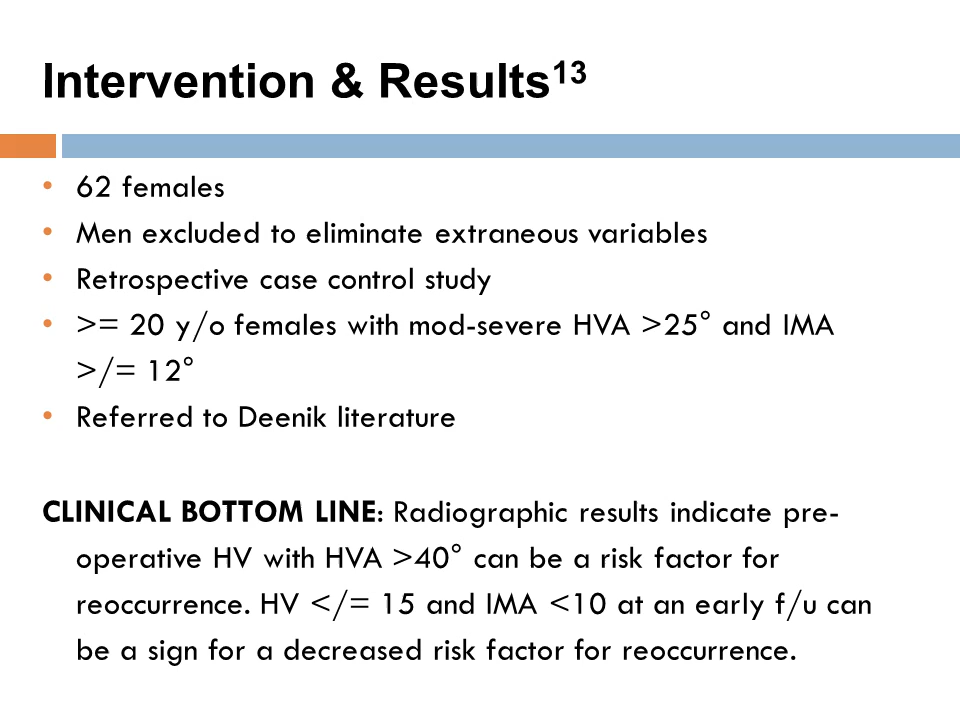 Intervention & Results¹³
• 62 females
• Men excluded to eliminate extraneous variables
• Retrospective case control study
• >= 20 y/o females with mod-severe HVA >25° and IMA
>/= 12°
• Referred to Deenik literature
CLINICAL BOTTOM LINE: Radiographic results indicate pre-
operative HV with HVA >40° can be a risk factor for
reoccurrence. HV </= 15 and IMA <10 at an early f/u can
be a sign for a decreased risk factor for reoccurrence.